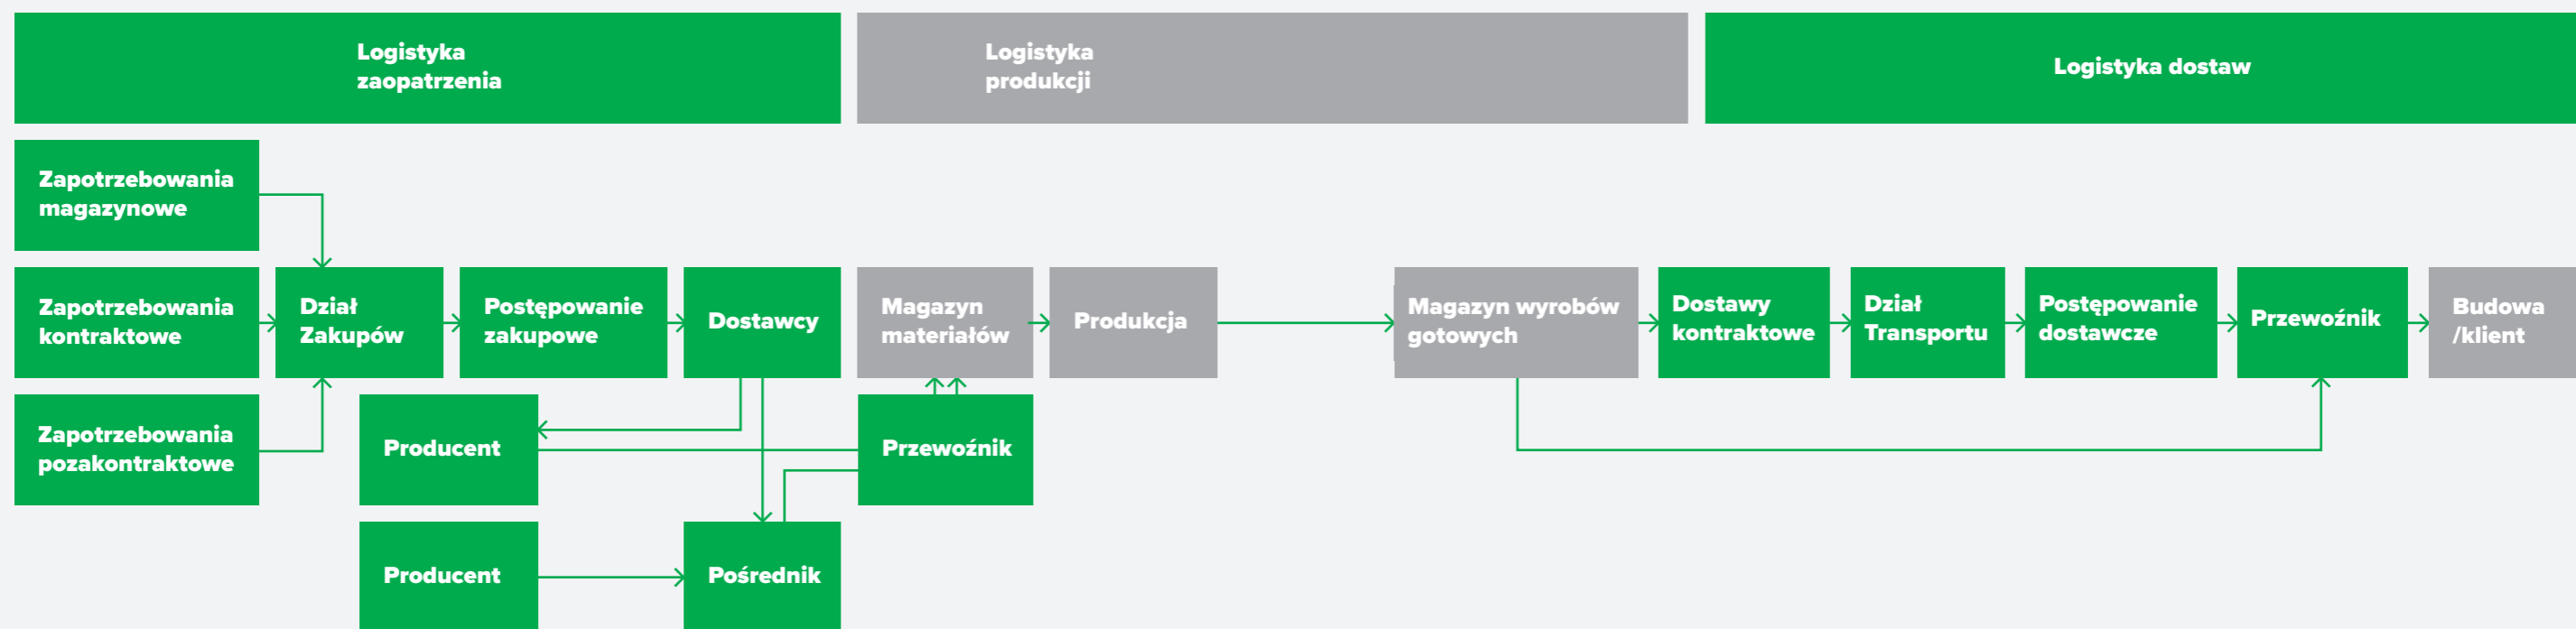 Logistyka
zaopatrzenia
Logistyka
produkcji
Logistyka dostaw
Zapotrzebowania
magazynowe
Zapotrzebowania
kontraktowe
Dział
Zakupów
Postępowanie
zakupowe
Dostawcy
Magazyn
materiałów
Produkcja
Magazyn wyrobów
gotowych
Dostawy
kontraktowe
Dział
Transportu
Postępowanie
dostawcze
Przewoźnik
Budowa
/klient
Zapotrzebowania
pozakontraktowe
Producent
Przewoźnik
Producent
Pośrednik